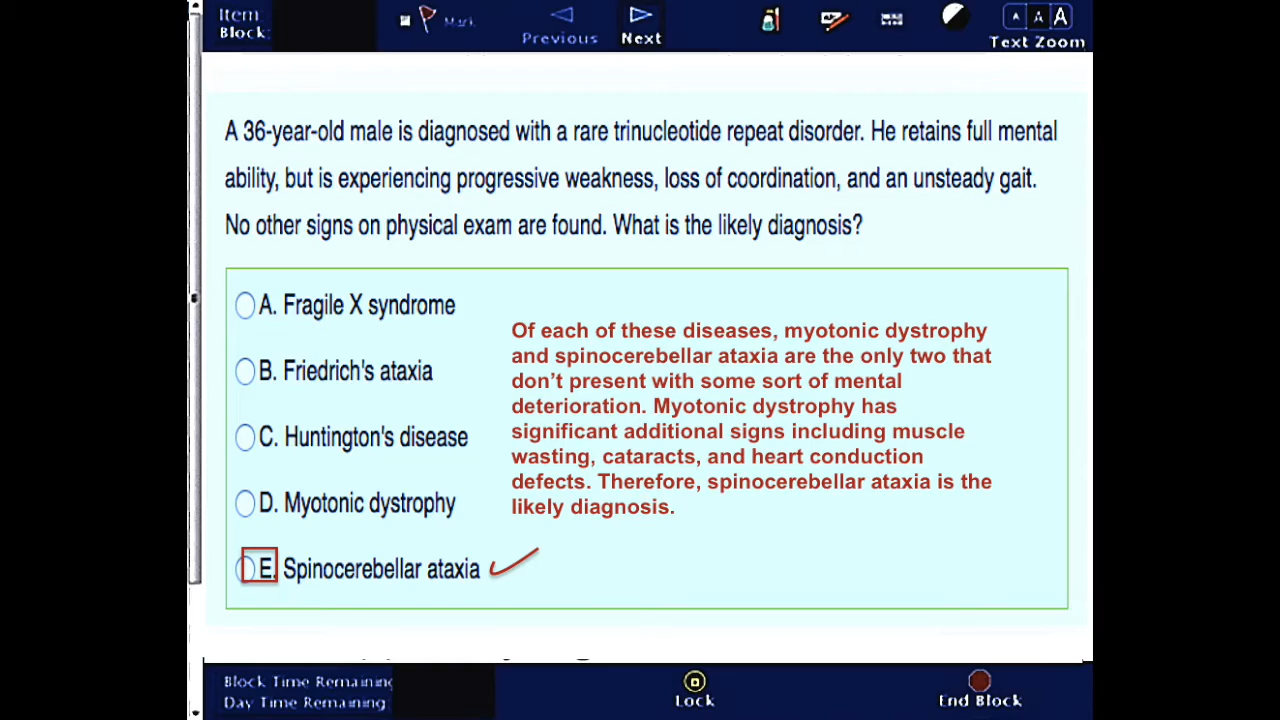 Item
Block:
Mark
Previous
Next
A A A
Text Zoom
A 36-year-old male is diagnosed with a rare trinucleotide repeat disorder. He retains full mental
ability, but is experiencing progressive weakness, loss of coordination, and an unsteady gait.
No other signs on physical exam are found. What is the likely diagnosis?
A. Fragile X syndrome
B. Friedrich's ataxia
C. Huntington's disease
D. Myotonic dystrophy
E. Spinocerebellar ataxia
Of each of these diseases, myotonic dystrophy
and spinocerebellar ataxia are the only two that
don't present with some sort of mental
deterioration. Myotonic dystrophy has
significant additional signs including muscle
wasting, cataracts, and heart conduction
defects. Therefore, spinocerebellar ataxia is the
likely diagnosis.
Block Time Remaining
Day Time Remaining:
Lock
End Block